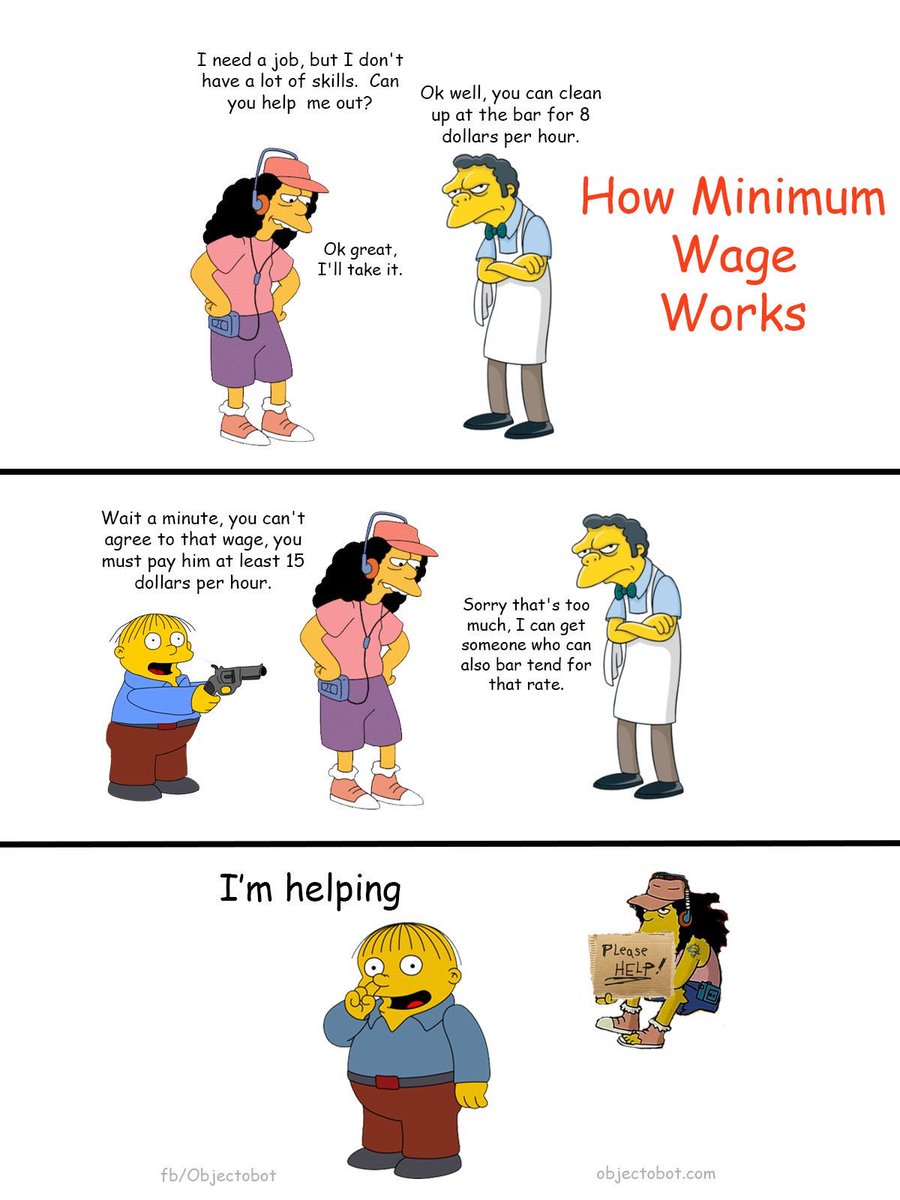 I need a job, but I don't
have a lot of skills.  Can
you help  me out?
Ok well, you can clean
up at the bar for 8
dollars per hour.
How Minimum
Wage
Works
Ok great,
I'll take it.
Wait a minute, you can't
agree to that wage, you
must pay him at least 15
dollars per hour.
Sorry that's too
much, I can get
someone who can
also bar tend for
that rate.
I'm helping
Please
HELP!
fb/Objectobot
objectobot.com